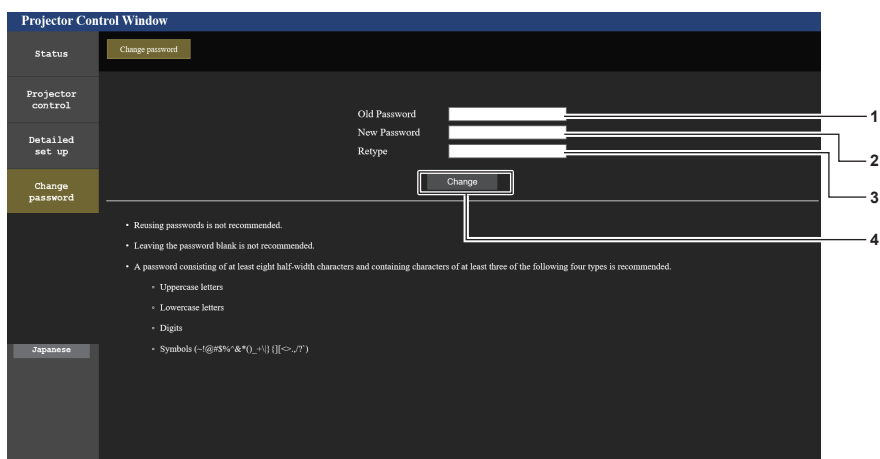 Projector Control Window
Status
Change password
Projector
control
Detailed
set up
Change
password
Old Password
1
New Password
2
Retype
3
Change
4
• Reusing passwords is not recommended.
• Leaving the password blank is not recommended.
• A password consisting of at least eight half-width characters and containing characters of at least three of the following four types is recommended.
◦ Uppercase letters
◦ Lowercase letters
◦ Digits
◦ Symbols (~!@#$%^&*()_+\|}{][<>.,/?`)
Japanese